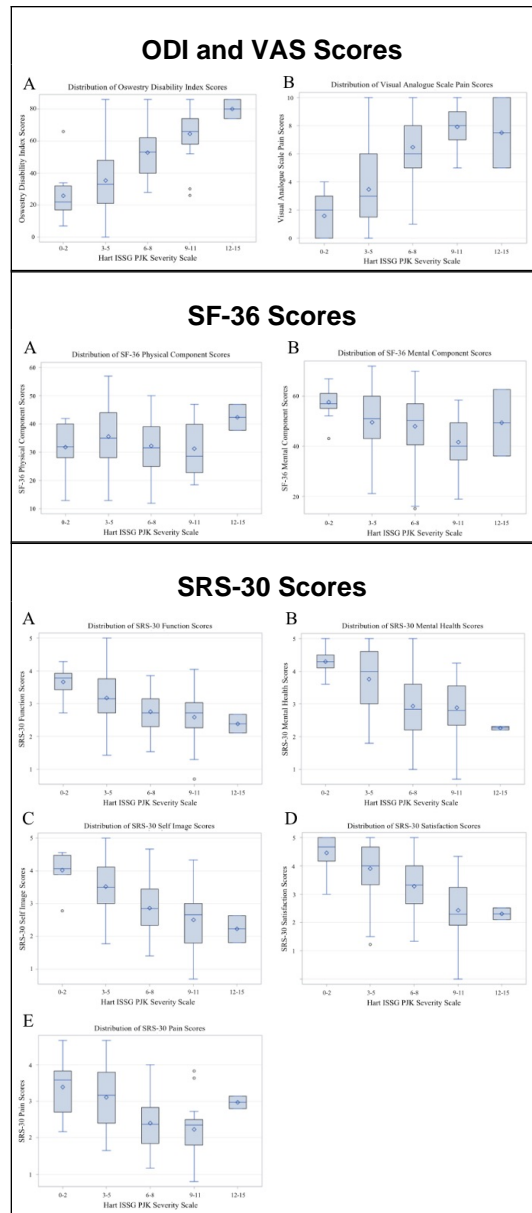 ODI and VAS Scores
A
Distribution of Oswestry Disability Index Scores
Oswestry Disability Index Scores
80
60
40
20
0
0-2 3-5 6-8 9-11 12-15
Hart ISSG PJK Severity Scale
B
Distribution of Visual Analogue Scale Pain Scores
Visual Analogue Scale Pain Scores
10
8
6
4
2
0
0-2 3-5 6-8 9-11 12-15
Hart ISSG PJK Severity Scale
SF-36 Scores
A
Distribution of SF-36 Physical Component Scores
SF-36 Physical Component Scores
60
50
40
30
20
10
0-2 3-5 6-8 9-11 12-15
Hart ISSG PJK Severity Scale
B
Distribution of SF-36 Mental Component Scores
SF-36 Mental Component Scores
60
40
20
0-2 3-5 6-8 9-11 12-15
Hart ISSG PJK Severity Scale
SRS-30 Scores
A
Distribution of SRS-30 Function Scores
SRS-30 Function Scores
5
4
3
2
1
0-2 3-5 6-8 9-11 12-15
Hart ISSG PJK Severity Scale
B
Distribution of SRS-30 Mental Health Scores
SRS-30 Mental Health Scores
5
4
3
2
1
0-2 3-5 6-8 9-11 12-15
Hart ISSG PJK Severity Scale
C
Distribution of SRS-30 Self Image Scores
SRS-30 Self Image Scores
5
4
3
2
1
0-2 3-5 6-8 9-11 12-15
Hart ISSG PJK Severity Scale
D
Distribution of SRS-30 Satisfaction Scores
SRS-30 Satisfaction Scores
5
4
3
2
1
0-2 3-5 6-8 9-11 12-15
Hart ISSG PJK Severity Scale
E
Distribution of SRS-30 Pain Scores
SRS-30 Pain Scores
4
3
2
1
0-2 3-5 6-8 9-11 12-15
Hart ISSG PJK Severity Scale